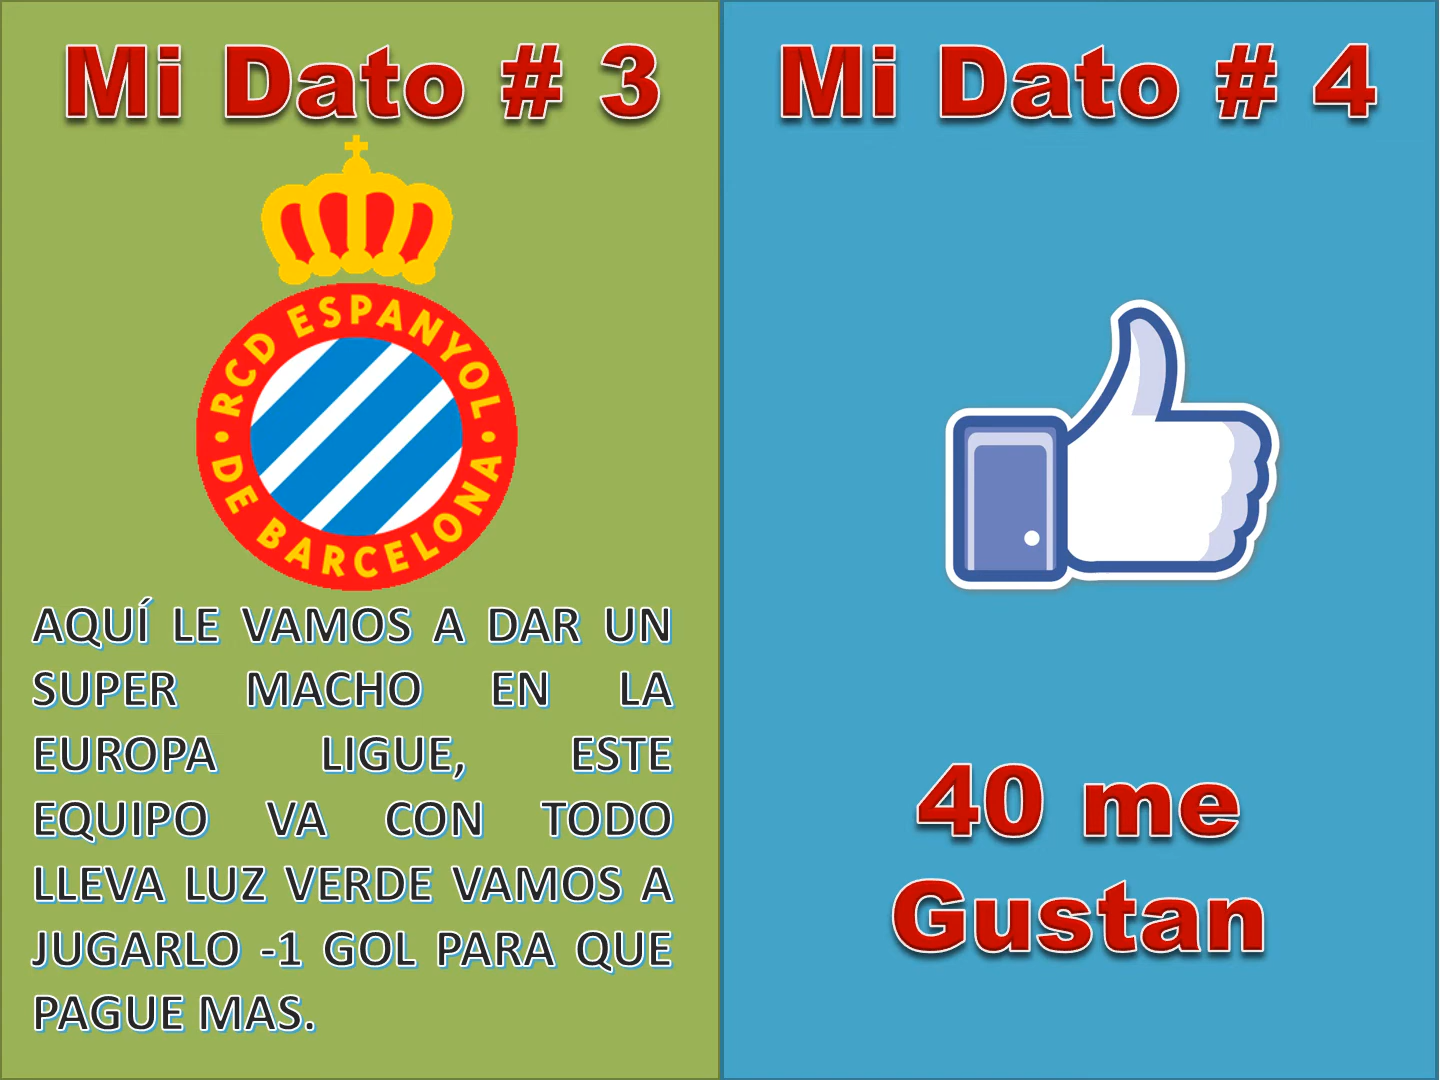 Mi Dato # 3
RCD ESPANYOL
DE BARCELONA
AQUÍ LE VAMOS A DAR UN
SUPER MACHO EN LA
EUROPA LIGUE, ESTE
EQUIPO VA CON TODO
LLEVA LUZ VERDE VAMOS A
JUGARLO -1 GOL PARA QUE
PAGUE MAS.
Mi Dato # 4
40 me
Gustan